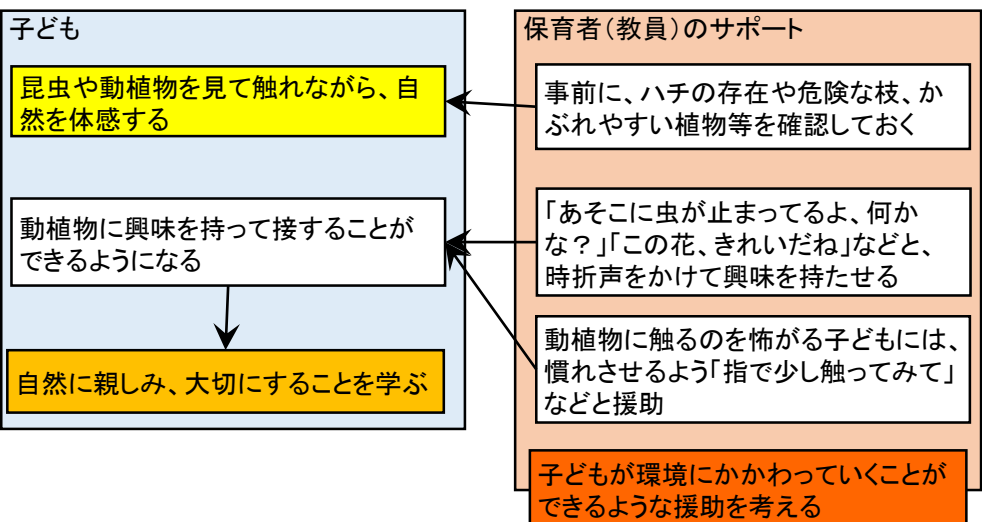 子ども
昆虫や動植物を見て触れながら、自
然を体感する
動植物に興味を持って接することが
できるようになる
自然に親しみ、大切にすることを学ぶ
保育者(教員)のサポート
事前に、ハチの存在や危険な枝、か
ぶれやすい植物等を確認しておく
「あそこに虫が止まってるよ、何か
な?」「この花、きれいだね」などと、
時折声をかけて興味を持たせる
動植物に触るのを怖がる子どもには、
慣れさせるよう「指で少し触ってみて」
などと援助
子どもが環境にかかわっていくことが
できるような援助を考える